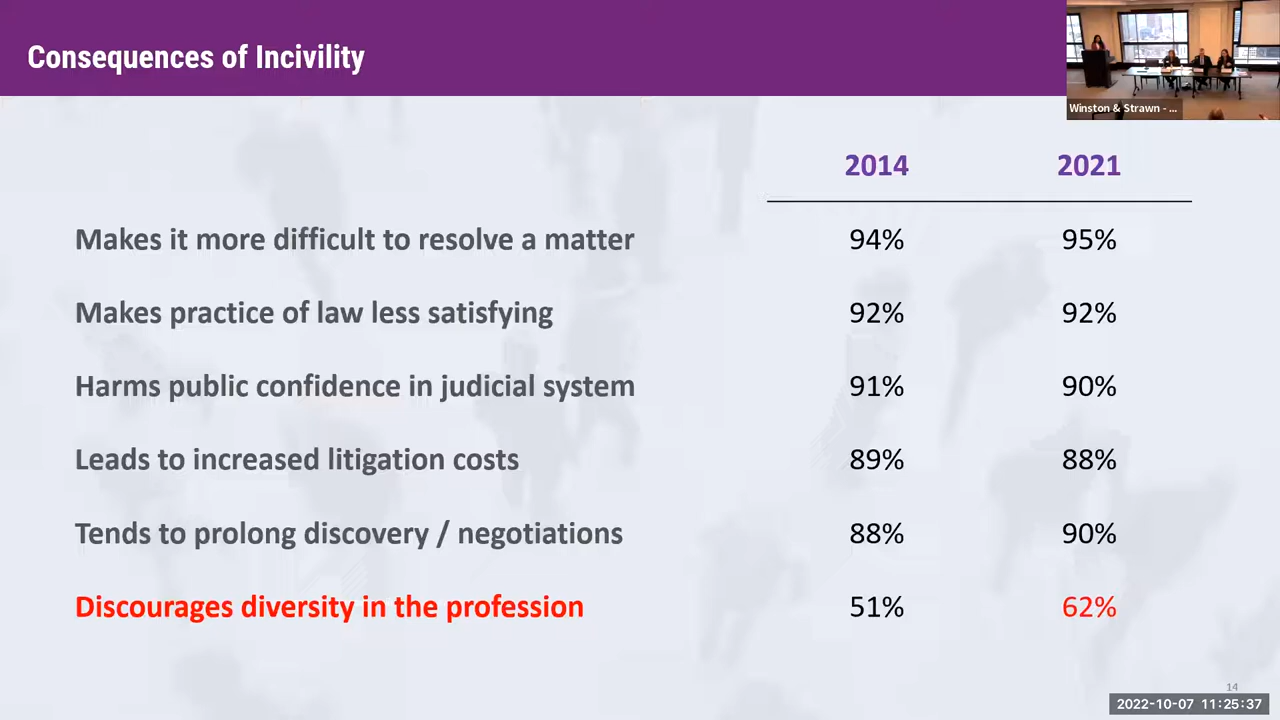 Consequences of Incivility
Winston & Strawn - ...
2014 2021
Makes it more difficult to resolve a matter 94% 95%
Makes practice of law less satisfying 92% 92%
Harms public confidence in judicial system 91% 90%
Leads to increased litigation costs 89% 88%
Tends to prolong discovery / negotiations 88% 90%
Discourages diversity in the profession 51% 62%
14
2022-10-07 11:25:37